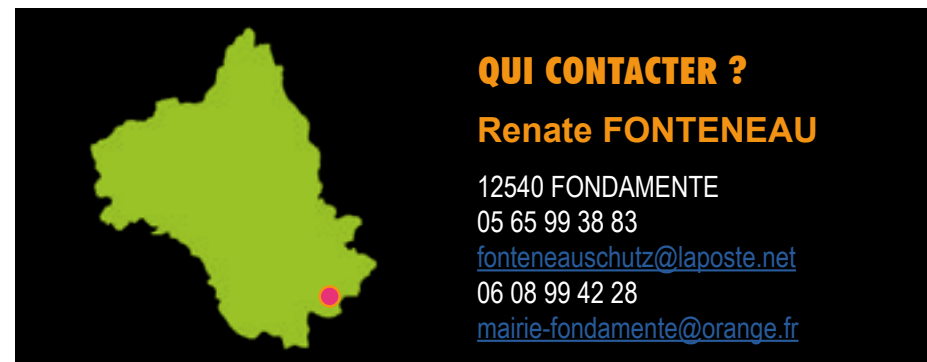 QUI CONTACTER ?
Renate FONTENEAU
12540 FONDAMENTE
05 65 99 38 83
fonteneauschutz@laposte.net
06 08 99 42 28
mairie-fondamente@orange.fr